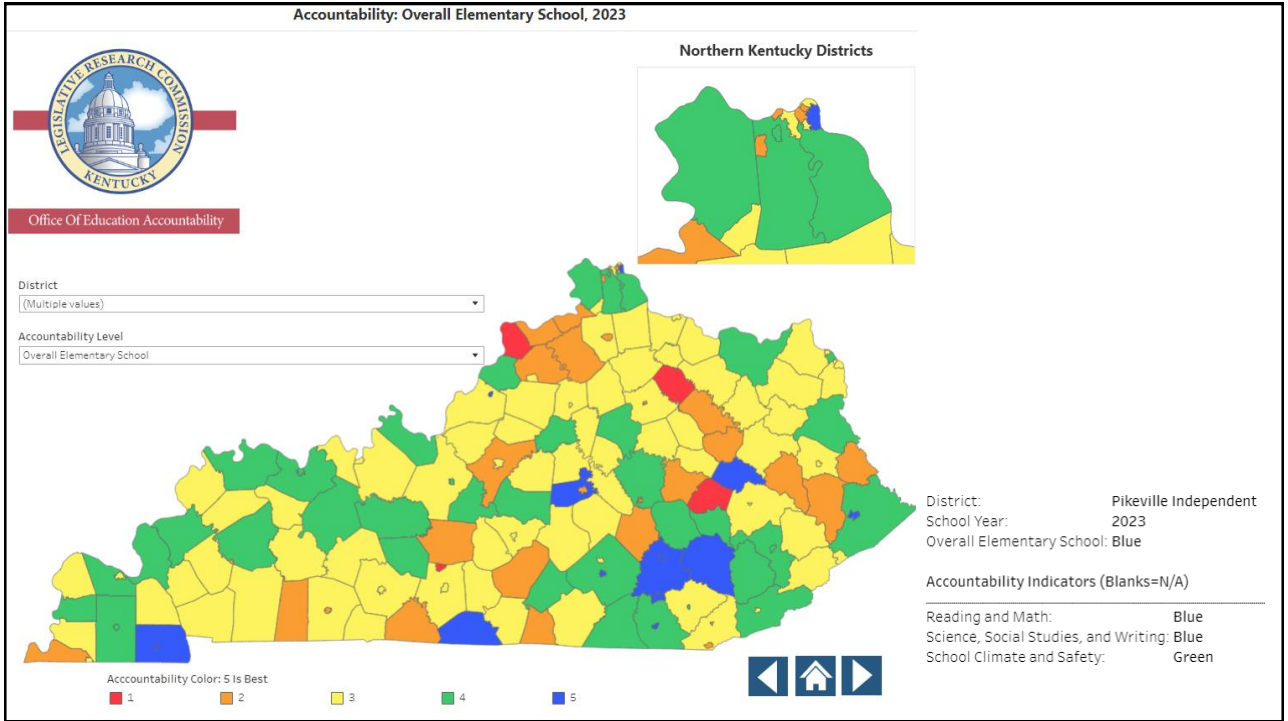 Accountability: Overall Elementary School, 2023
LEGISLATIVE RESEARCH COMMISSION
KENTUCKY
Office Of Education Accountability
Northern Kentucky Districts
District
(Multiple values)
Accountability Level
Overall Elementary School
District: Pikeville Independent
School Year: 2023
Overall Elementary School: Blue
Accountability Indicators (Blanks=N/A)
Reading and Math: Blue
Science, Social Studies, and Writing: Blue
School Climate and Safety: Green
Acccountability Color: 5 Is Best
1 2 3 4 5